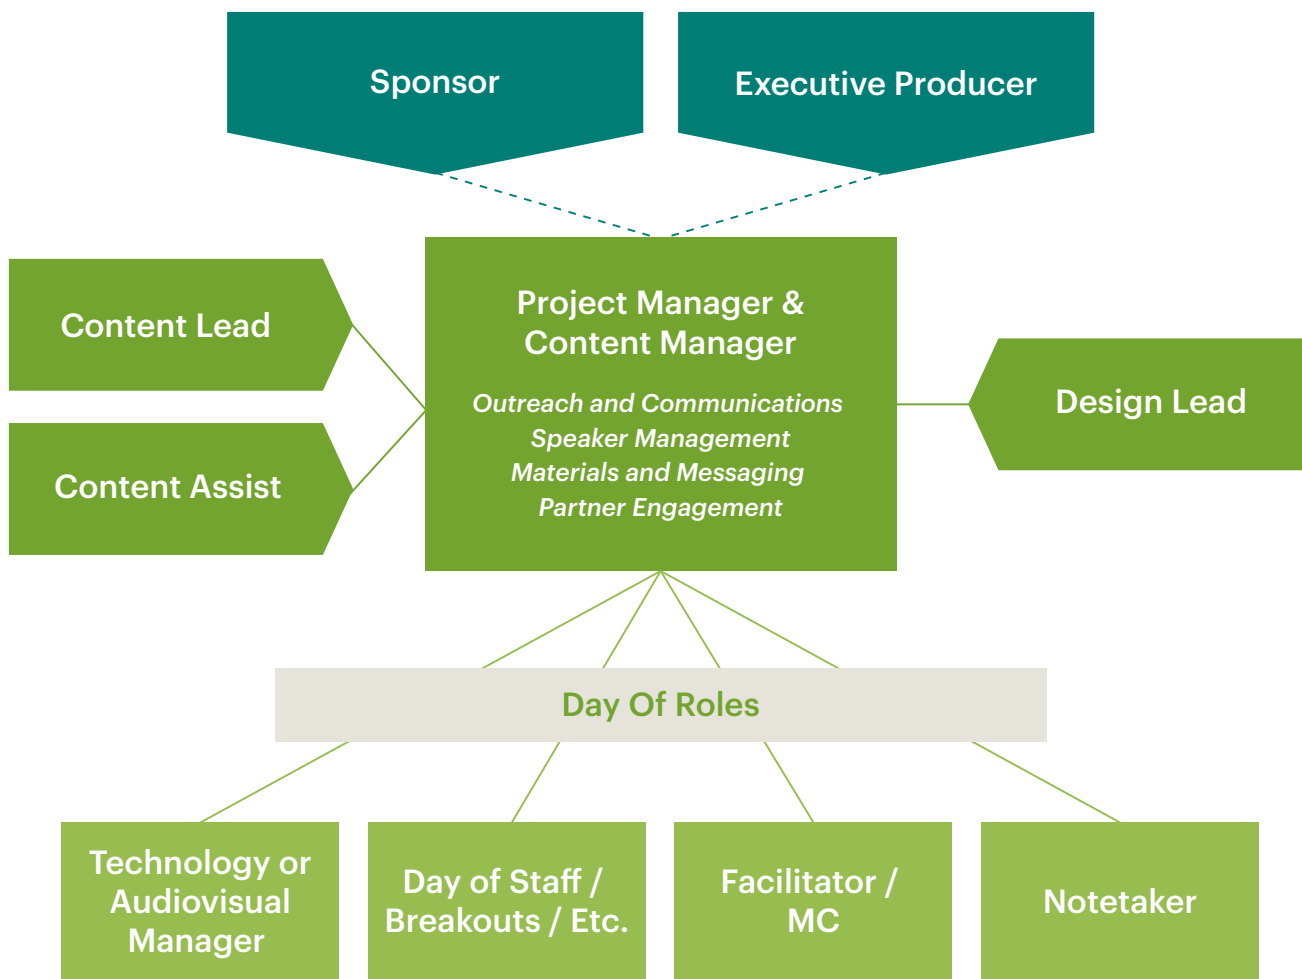 Sponsor
Executive Producer
Project Manager &
Content Manager
Outreach and Communications
Speaker Management
Materials and Messaging
Partner Engagement
Content Lead
Content Assist
Design Lead
Day Of Roles
Technology or
Audiovisual
Manager
Day of Staff /
Breakouts / Etc.
Facilitator /
MC
Notetaker